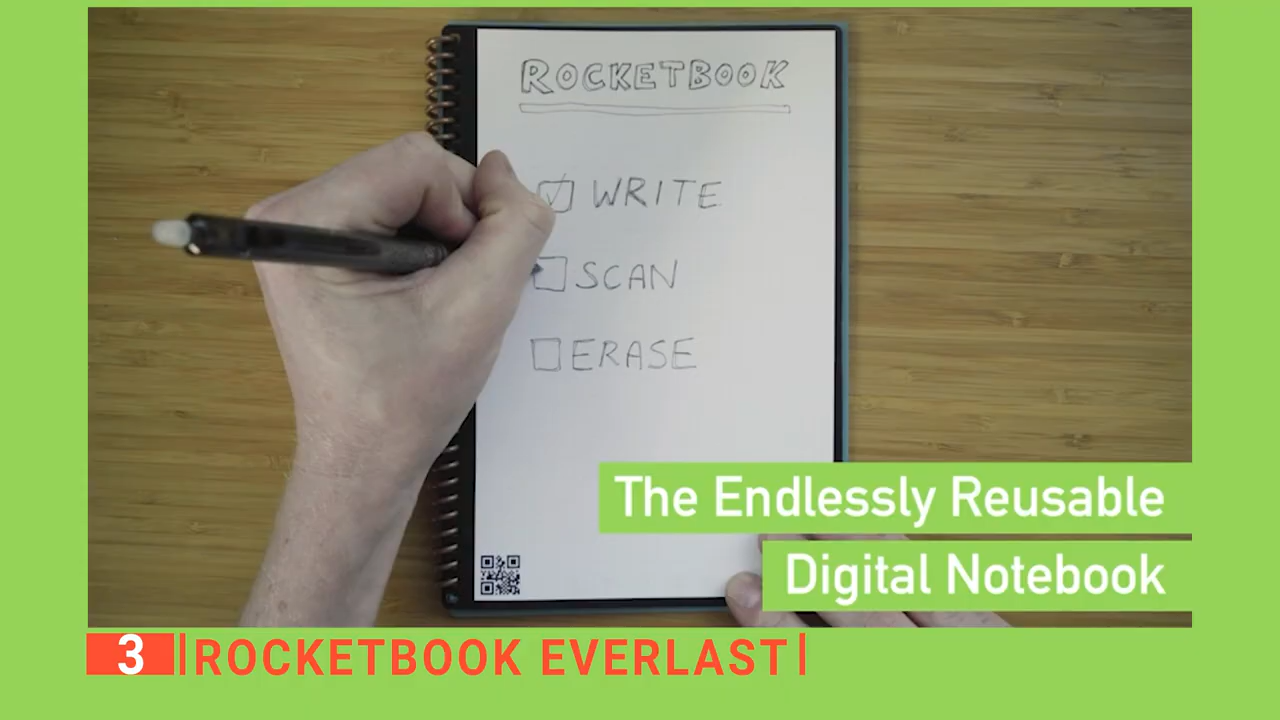 ROCKETBOOK
WRITE
SCAN
ERASE
The Endlessly Reusable
Digital Notebook
3 ROCKETBOOK EVERLAST